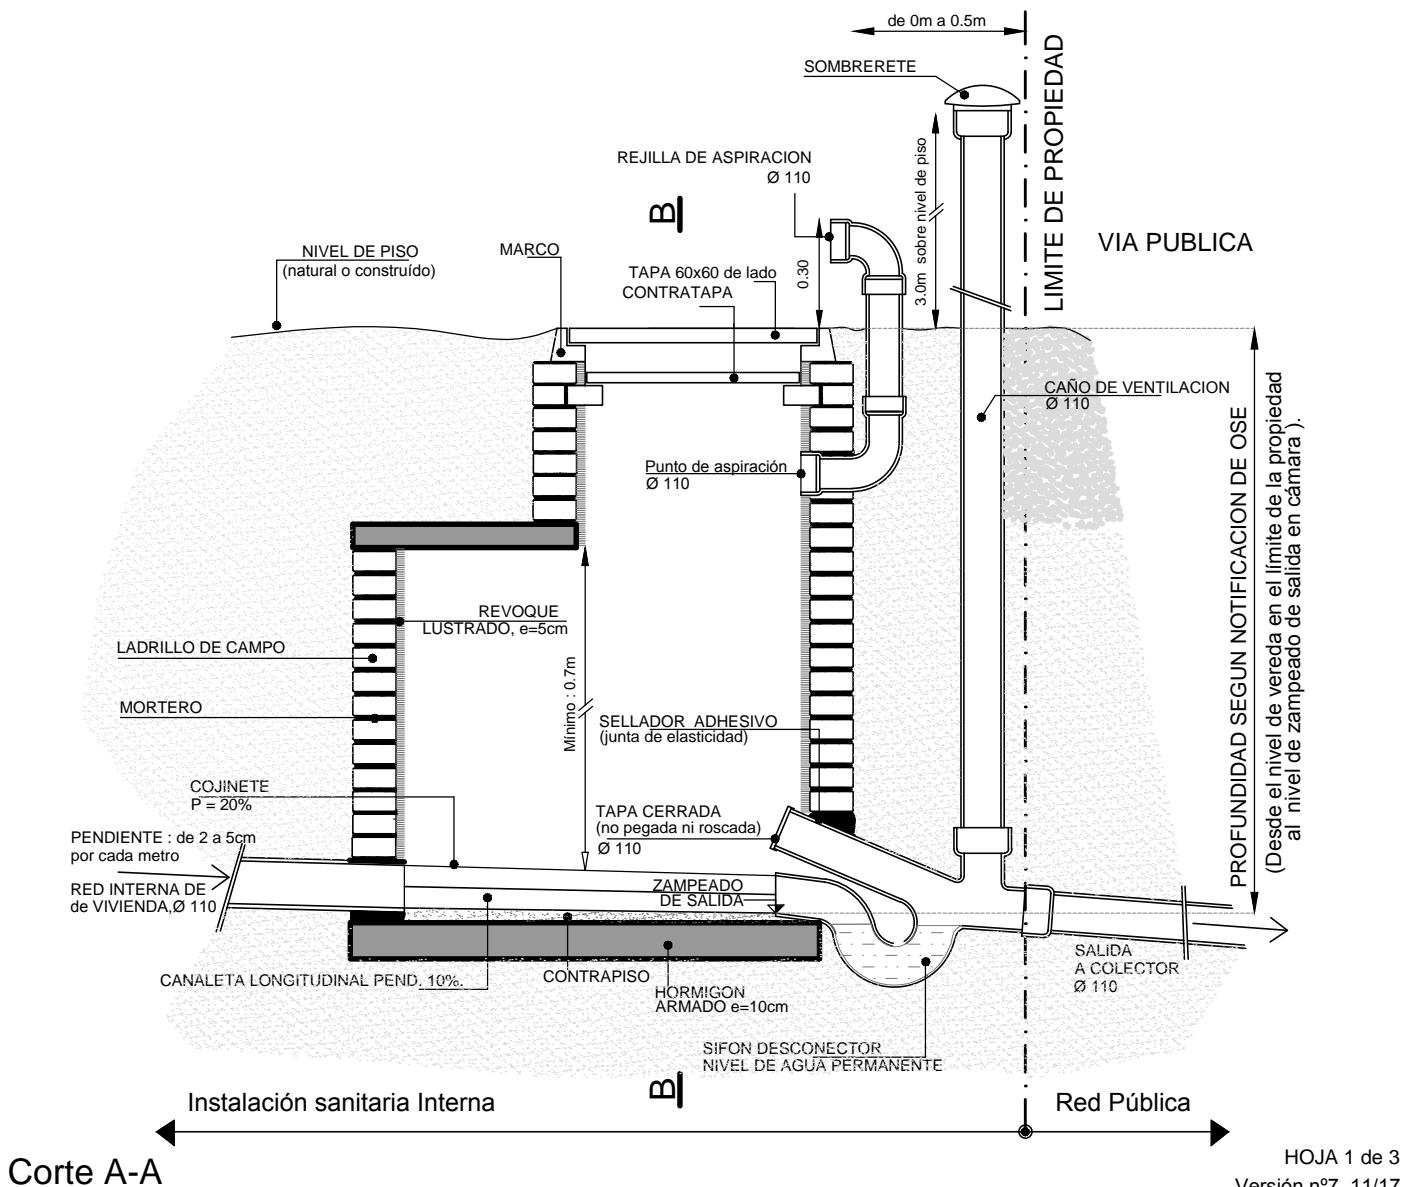 de 0m a 0.5m
SOMBRERETE
LIMITE DE PROPIEDAD
REJILLA DE ASPIRACION
Ø 110
3.0m sobre nivel de piso
B
VIA PUBLICA
NIVEL DE PISO
(natural o construído)
MARCO
0.30
TAPA 60x60 de lado
CONTRATAPA
CAÑO DE VENTILACION
Ø 110
Punto de aspiración
Ø 110
PROFUNDIDAD SEGUN NOTIFICACION DE OSE
(Desde el nivel de vereda en el límite de la propiedad
al nivel de zampeado de salida en cámara ).
REVOQUE
LUSTRADO, e=5cm
LADRILLO DE CAMPO
Mínimo : 0.7m
MORTERO
SELLADOR ADHESIVO
(junta de elasticidad)
COJINETE
P = 20%
TAPA CERRADA
(no pegada ni roscada)
Ø 110
PENDIENTE : de 2 a 5cm
por cada metro
RED INTERNA DE
de VIVIENDA,Ø 110
ZAMPEADO
DE SALIDA
CANALETA LONGITUDINAL PEND. 10%.
CONTRAPISO
HORMIGON
ARMADO e=10cm
SALIDA
A COLECTOR
Ø 110
SIFON DESCONECTOR
NIVEL DE AGUA PERMANENTE
B
Instalación sanitaria Interna
Red Pública
Corte A-A
HOJA 1 de 3
Versión nº7 11/17